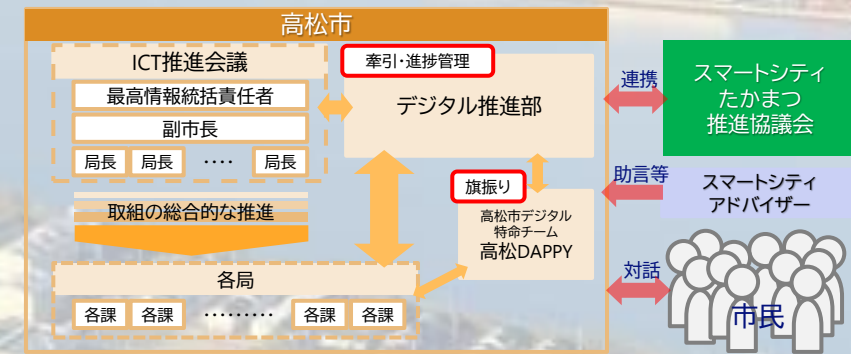 高松市
ICT推進会議
最高情報統括責任者
副市長
局長 局長 ‥‥ 局長
取組の総合的な推進
牽引・進捗管理
デジタル推進部
旗振り
高松市デジタル
特命チーム
高松DAPPY
各局
各課 各課 ‥‥‥‥‥ 各課 各課
連携
スマートシティ
たかまつ
推進協議会
助言等
スマートシティ
アドバイザー
対話
市民